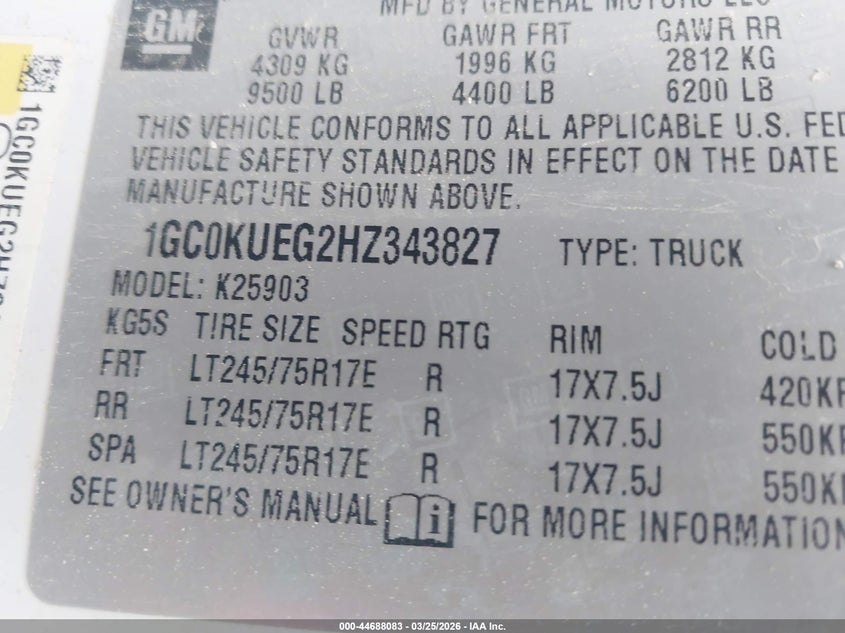 GM
MFD BY GENERAL MOTORS LLC
GVWR GAWR FRT GAWR RR
4309 KG 1996 KG 2812 KG
9500 LB 4400 LB 6200 LB
THIS VEHICLE CONFORMS TO ALL APPLICABLE U.S. FED
VEHICLE SAFETY STANDARDS IN EFFECT ON THE DATE
MANUFACTURE SHOWN ABOVE.
1GC0KUEG2HZ343827 TYPE: TRUCK
MODEL: K25903
KG5S TIRE SIZE SPEED RTG RIM COLD
FRT LT245/75R17E R 17X7.5J 420KP
RR LT245/75R17E R 17X7.5J 550KP
SPA LT245/75R17E R 17X7.5J 550KP
SEE OWNER'S MANUAL i FOR MORE INFORMATION
1GC0KUEG2HZ3
000-44688083 - 03/25/2026 - IAA Inc.